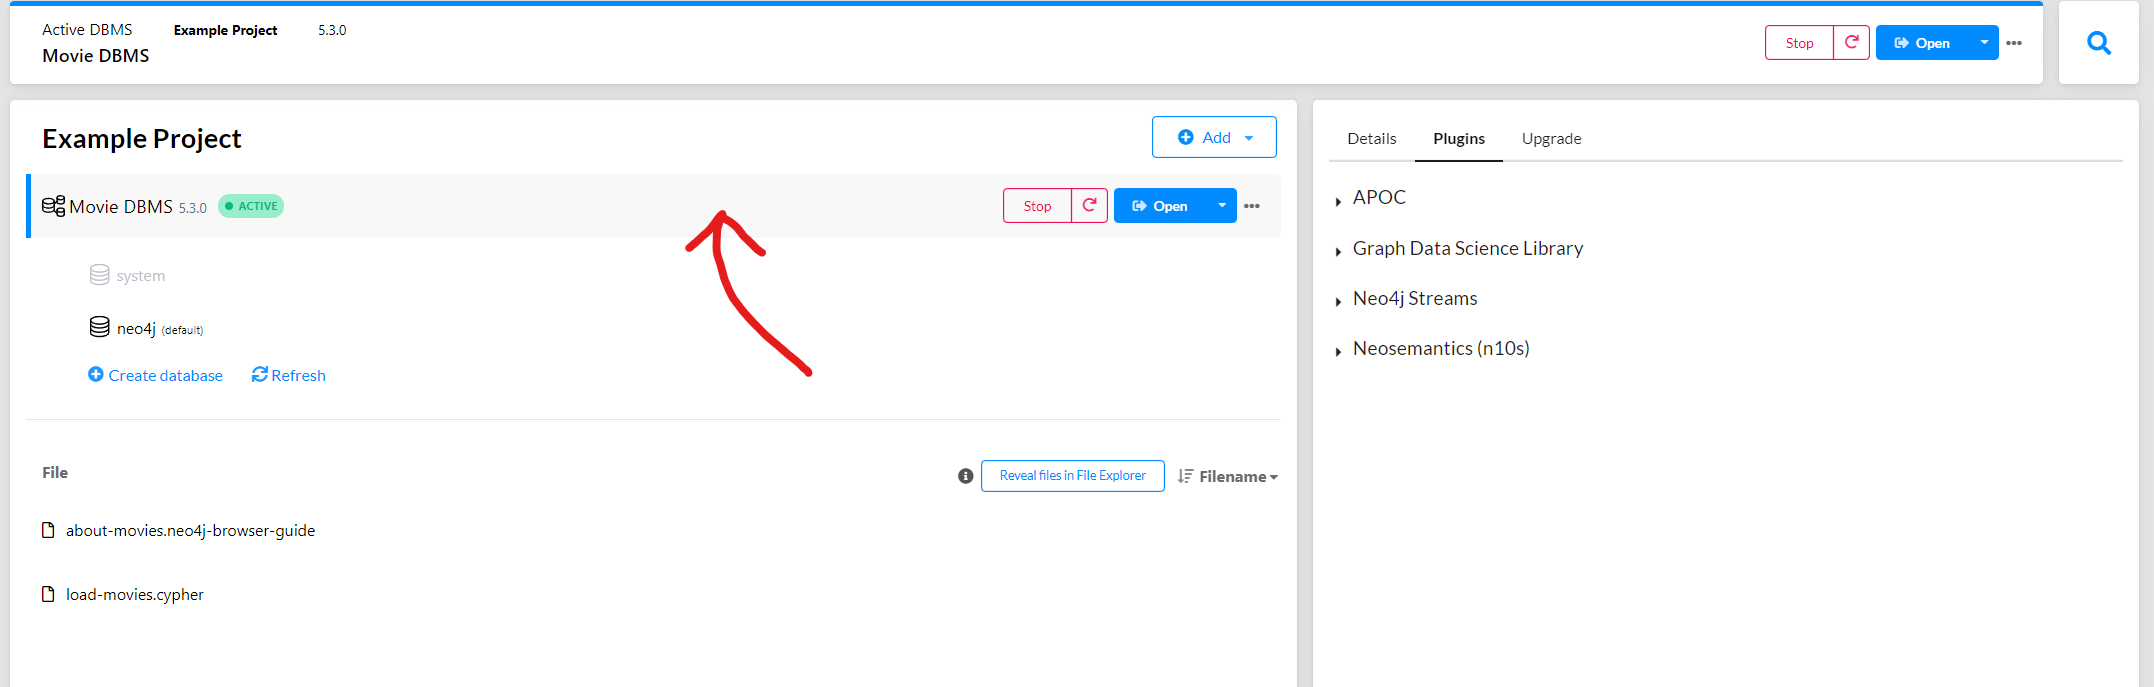 Active DBMS Example Project 5.3.0
Movie DBMS
Stop Open
Example Project
Add
Movie DBMS 5.3.0 ACTIVE
Stop Open
system
neo4j (default)
Create database Refresh
File
Reveal files in File Explorer Filename
about-movies.neo4j-browser-guide
load-movies.cypher
Details Plugins Upgrade
APOC
Graph Data Science Library
Neo4j Streams
Neosemantics (n10s)